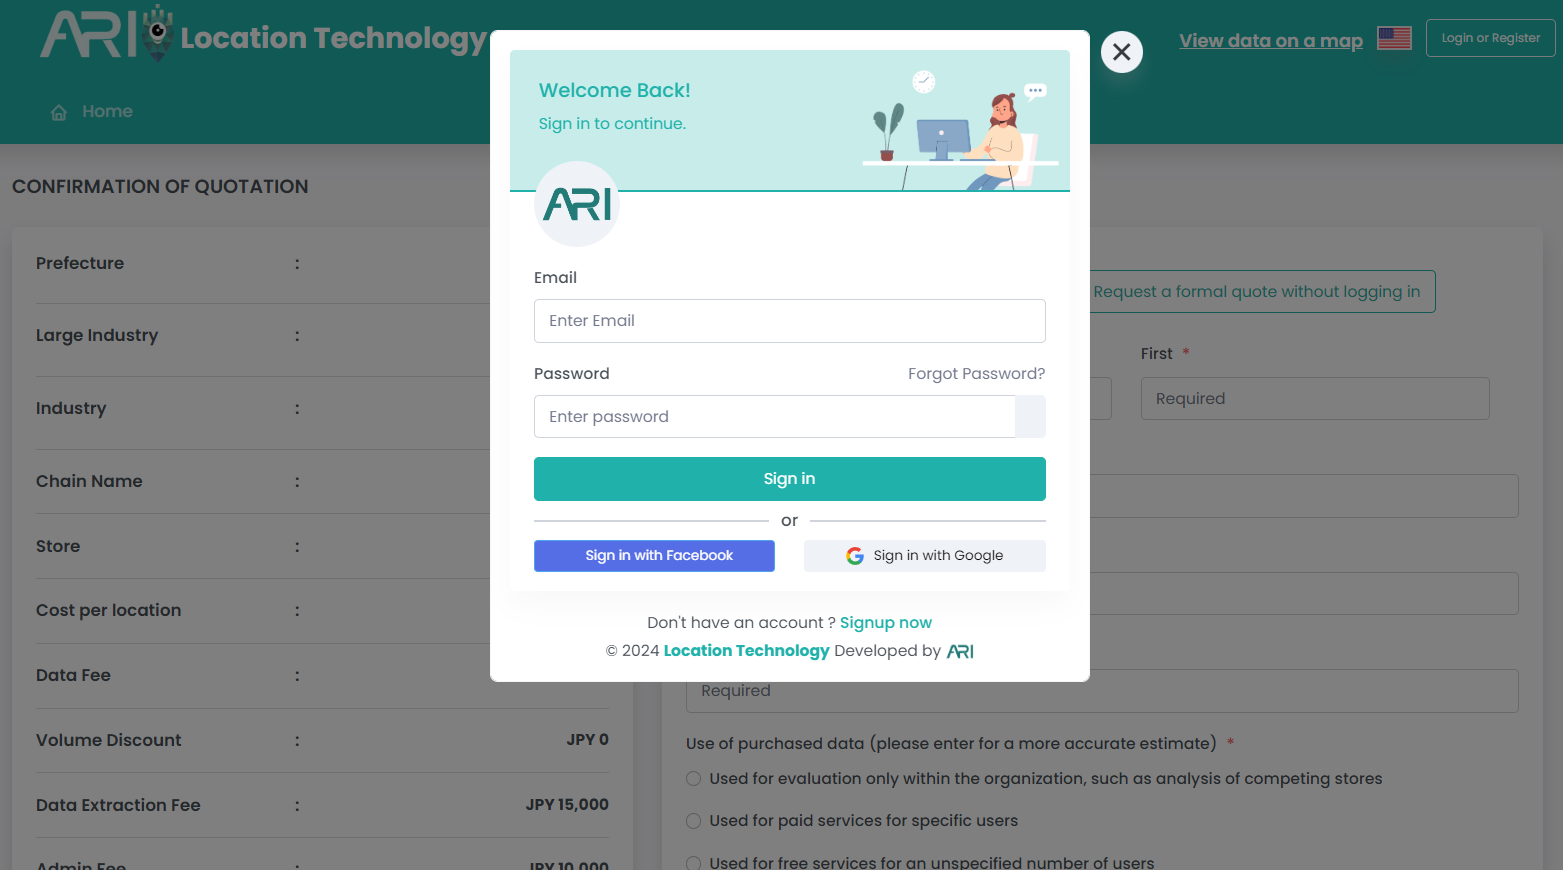 ARI Location Technology
View data on a map
Login or Register
Home
CONFIRMATION OF QUOTATION
Prefecture :
Large Industry :
Industry :
Chain Name :
Store :
Cost per location :
Data Fee :
Volume Discount : JPY 0
Data Extraction Fee : JPY 15,000
Admin Fee : JPY 10,000
Welcome Back!
Sign in to continue.
ARI
Email
Enter Email
Password Forgot Password?
Enter password
Sign in
or
Sign in with Facebook
Sign in with Google
Don't have an account ? Signup now
© 2024 Location Technology Developed by ARI
Request a formal quote without logging in
First *
Required
Required
Use of purchased data (please enter for a more accurate estimate) *
Used for evaluation only within the organization, such as analysis of competing stores
Used for paid services for specific users
Used for free services for an unspecified number of users